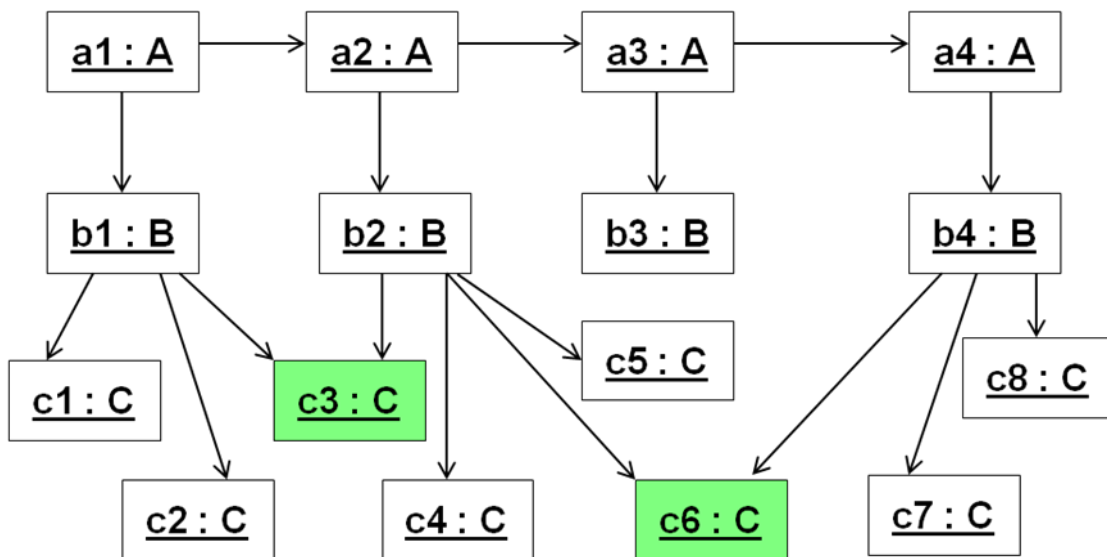 a1 : A
a2 : A
a3 : A
a4 : A
b1 : B
b2 : B
b3 : B
b4 : B
c1 : C
c3 : C
c5 : C
c8 : C
c2 : C
c4 : C
c6 : C
c7 : C